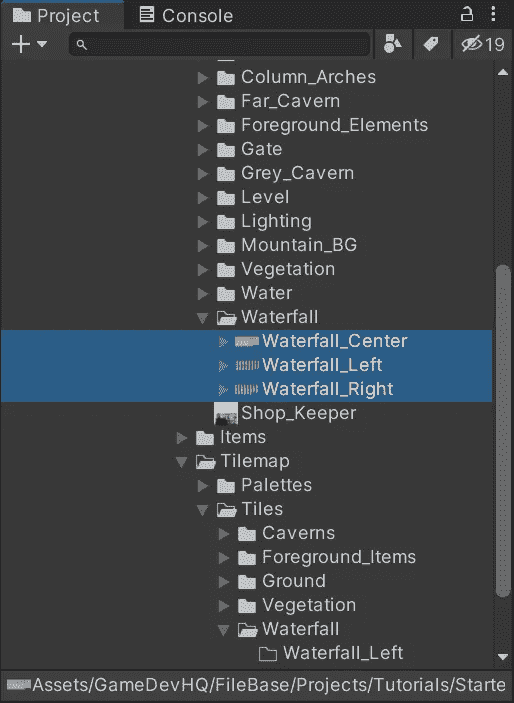 Project
Console
19
Column_Arches
Far_Cavern
Foreground_Elements
Gate
Grey_Cavern
Level
Lighting
Mountain_BG
Vegetation
Water
Waterfall
Waterfall_Center
Waterfall_Left
Waterfall_Right
Shop_Keeper
Items
Tilemap
Palettes
Tiles
Caverns
Foreground_Items
Ground
Vegetation
Waterfall
Waterfall_Left
Assets/GameDevHQ/FileBase/Projects/Tutorials/Starte